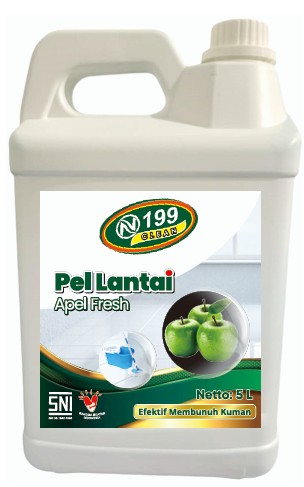 N 199
CLEAN
Pel Lantai
Apel Fresh
Netto: 5 L
SNI
Efektif Membunuh Kuman